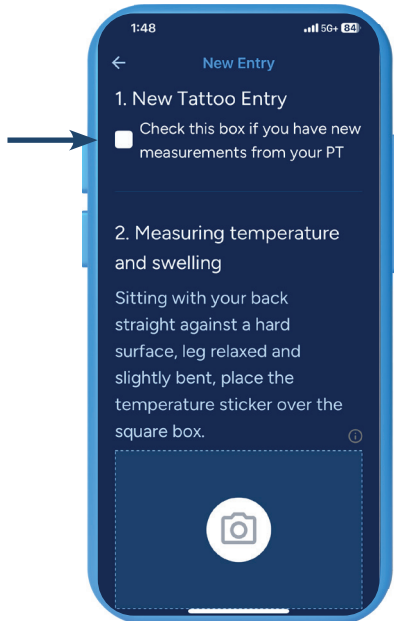 1:48 5G+ 84
New Entry
1. New Tattoo Entry
Check this box if you have new
measurements from your PT
2. Measuring temperature
and swelling
Sitting with your back
straight against a hard
surface, leg relaxed and
slightly bent, place the
temperature sticker over the
square box.